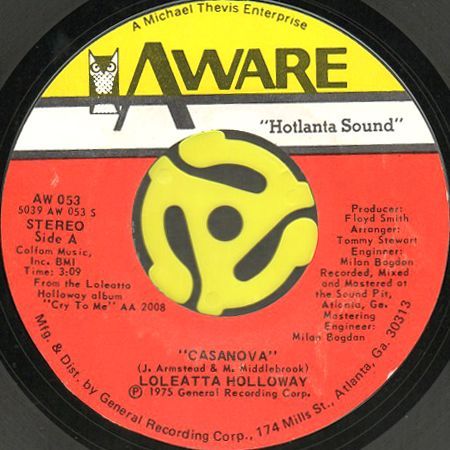 A Michael Thevis Enterprise
AWARE
"Hotlanta Sound"
AW 053
5039 AW 053 S
STEREO
Side A
Colfam Music,
Inc. BMI
Time: 3:09
From the Loleatta
Holloway album
"Cry To Me" AA 2008
Producer:
Floyd Smith
Arranger:
Tommy Stewart
Engineer:
Milan Bogdan
Recorded, Mixed
and Mastered at
the Sound Pit,
Atlanta, Ga.
Mastering
Engineer:
Milan Bogdan
"CASANOVA"
(J. Armstead & M. Middlebrook)
LOLEATTA HOLLOWAY
Ⓟ 1975 General Recording Corp.
Mfg. & Dist. by General Recording Corp., 174 Mills St., Atlanta, Ga. 30313